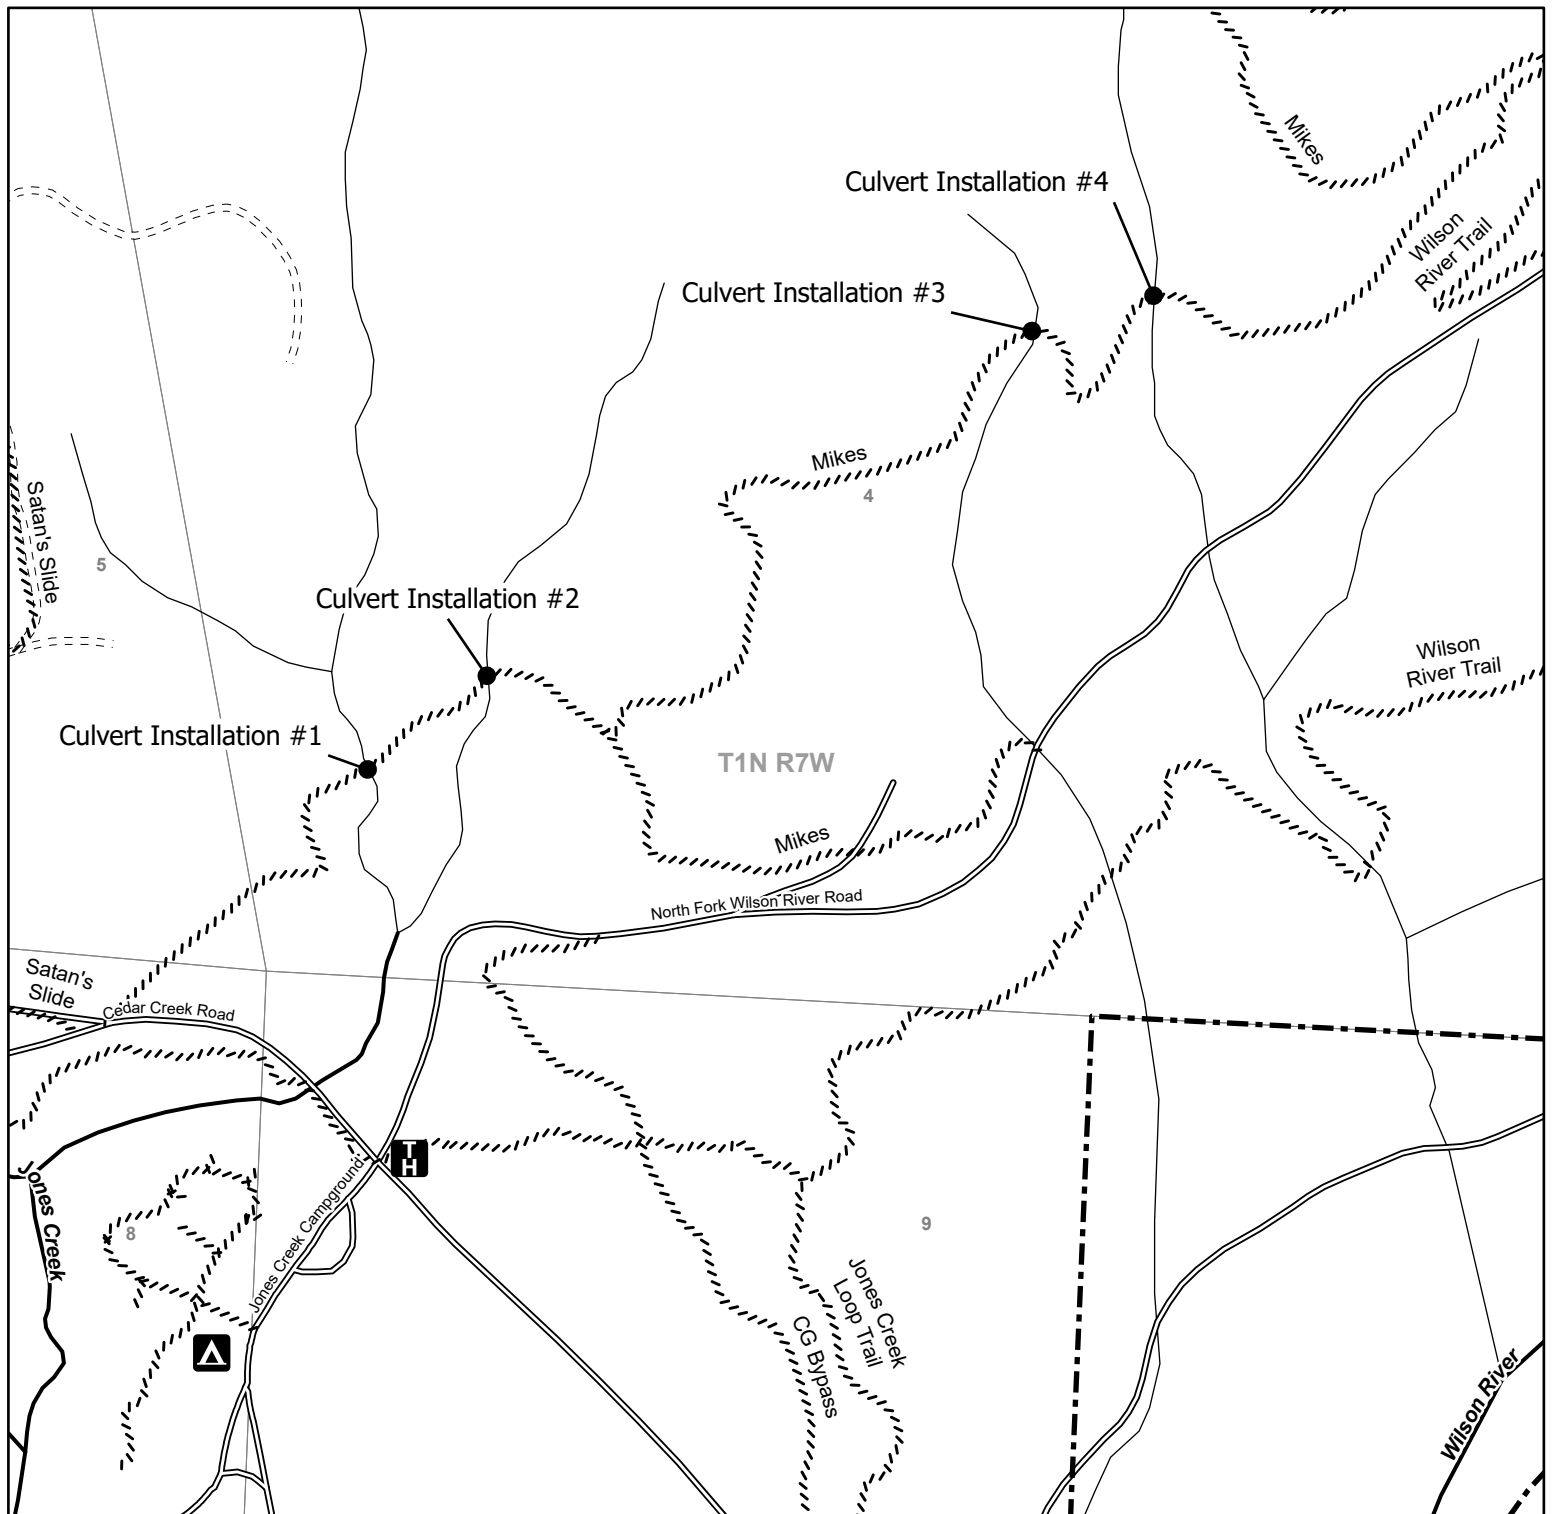 Mikes
Culvert Installation #4
Wilson
River Trail
Culvert Installation #3
Mikes
4
Satan's Slide
5
Culvert Installation #2
Wilson
River Trail
Culvert Installation #1
T1N R7W
Mikes
North Fork Wilson River Road
Satan's
Slide
Cedar Creek Road
T
H
Jones Creek Campground
Jones Creek
8
9
Jones Creek
Loop Trail
CG Bypass
Wilson River